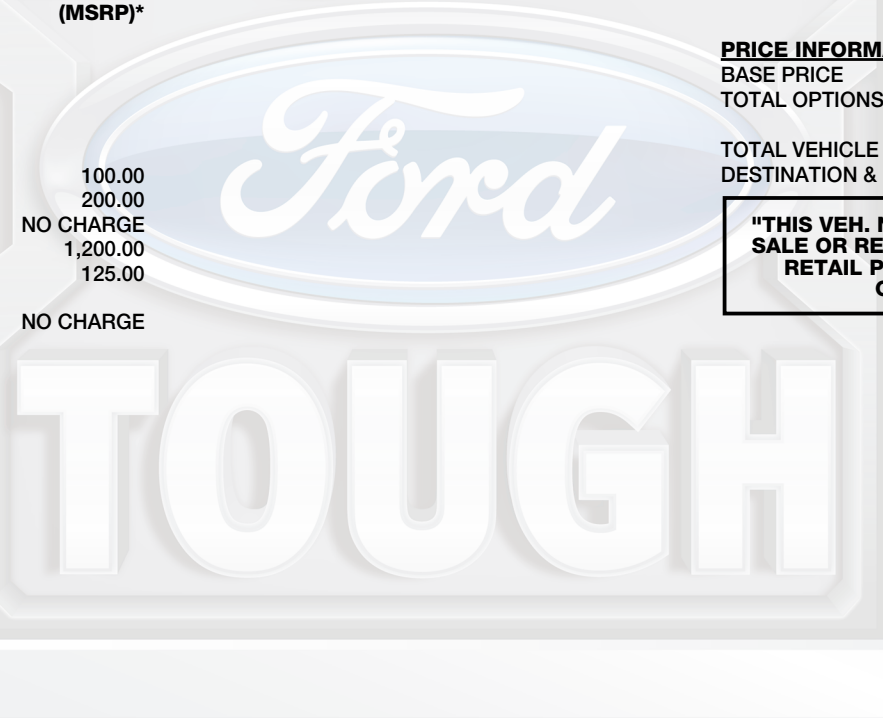 (MSRP)*
100.00
200.00
NO CHARGE
1,200.00
125.00
NO CHARGE
PRICE INFORM
BASE PRICE
TOTAL OPTIONS
TOTAL VEHICLE
DESTINATION &
"THIS VEH.
SALE OR RE
RETAIL P
Ford
TOUGH